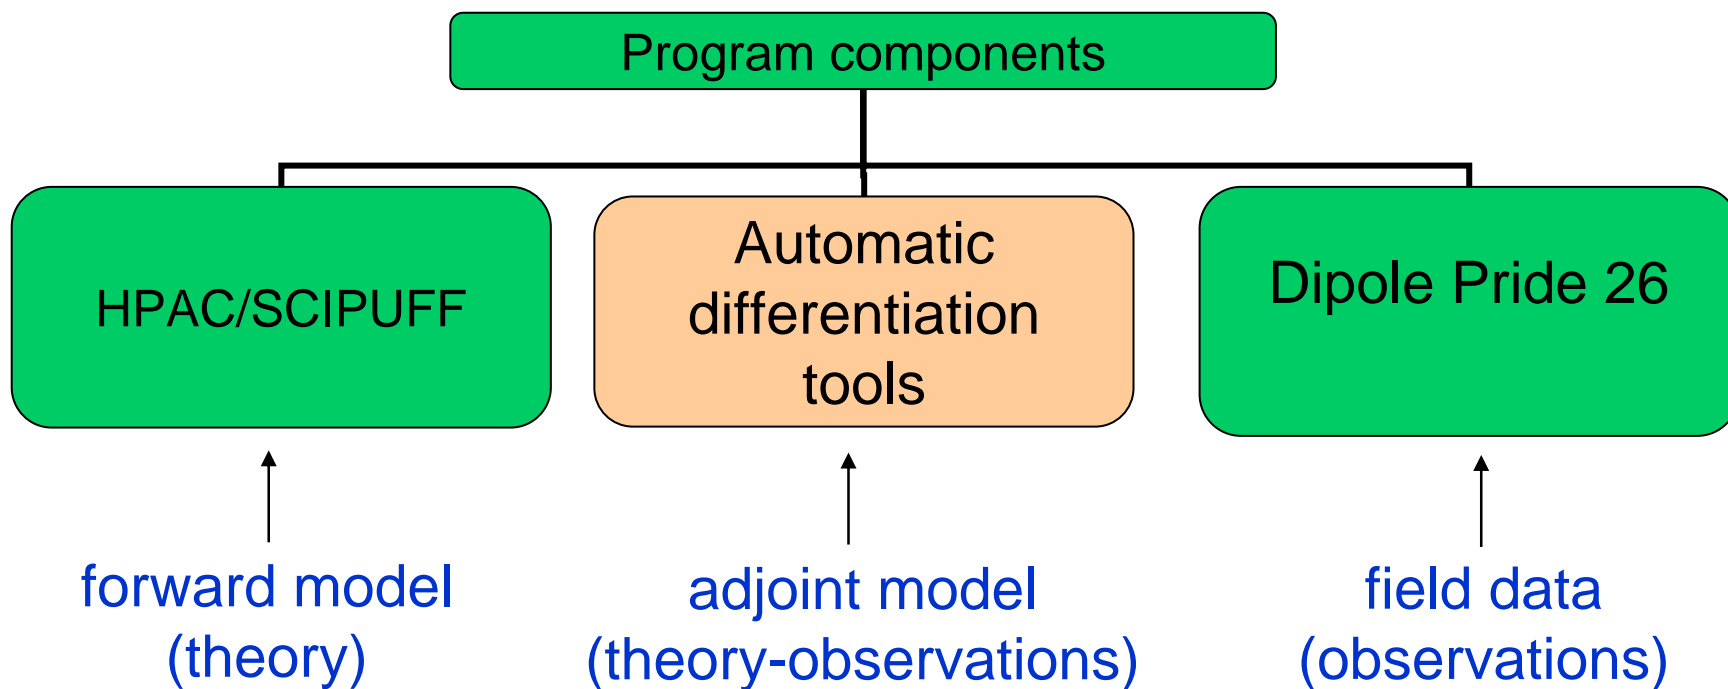 Program components
HPAC/SCIPUFF
Automatic
differentiation
tools
Dipole Pride 26
forward model
(theory)
adjoint model
(theory-observations)
field data
(observations)